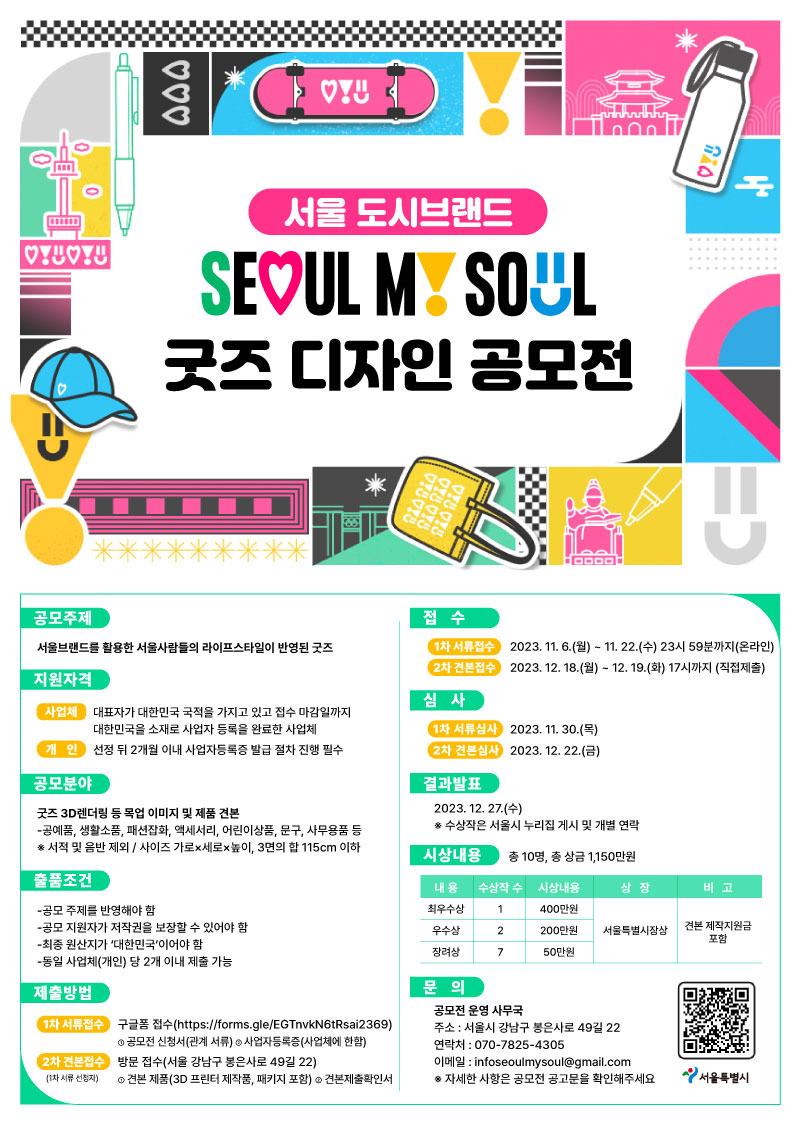 서울 도시브랜드
SEOUL MY SOUL
굿즈 디자인 공모전
공모주제
서울브랜드를 활용한 서울사람들의 라이프스타일이 반영된 굿즈
지원자격
사업체 대표자가 대한민국 국적을 가지고 있고 접수 마감일까지
대한민국을 소재로 사업자 등록을 완료한 사업체
개 인 선정 뒤 2개월 이내 사업자등록증 발급 절차 진행 필수
공모분야
굿즈 3D렌더링 등 목업 이미지 및 제품 견본
-공예품, 생활소품, 패션잡화, 액세서리, 어린이상품, 문구, 사무용품 등
※ 서적 및 음반 제외 / 사이즈 가로×세로×높이, 3면의 합 115cm 이하
출품조건
-공모 주제를 반영해야 함
-공모 지원자가 저작권을 보장할 수 있어야 함
-최종 원산지가 '대한민국'이어야 함
-동일 사업체(개인) 당 2개 이내 제출 가능
제출방법
1차 서류접수 구글폼 접수(https://forms.gle/EGTnvkN6tRsai2369)
① 공모전 신청서(관계 서류) ② 사업자등록증(사업체에 한함)
2차 견본접수 방문 접수(서울 강남구 봉은사로 49길 22)
(1차 서류 선정자) ① 견본 제품(3D 프린터 제작품, 패키지 포함) ② 견본제출확인서
접 수
1차 서류접수 2023. 11. 6.(월) ~ 11. 22.(수) 23시 59분까지(온라인)
2차 견본접수 2023. 12. 18.(월) ~ 12. 19.(화) 17시까지 (직접제출)
심 사
1차 서류심사 2023. 11. 30.(목)
2차 견본심사 2023. 12. 22.(금)
결과발표
2023. 12. 27.(수)
※ 수상작은 서울시 누리집 게시 및 개별 연락
시상내용 총 10명, 총 상금 1,150만원
내 용 수상작 수 시상내용 상 장 비 고
최우수상 1 400만원
우수상 2 200만원 서울특별시장상 견본 제작지원금
포함
장려상 7 50만원
문 의
공모전 운영 사무국
주소 : 서울시 강남구 봉은사로 49길 22
연락처 : 070-7825-4305
이메일 : infoseoulmysoul@gmail.com
※ 자세한 사항은 공모전 공고문을 확인해주세요
서울특별시